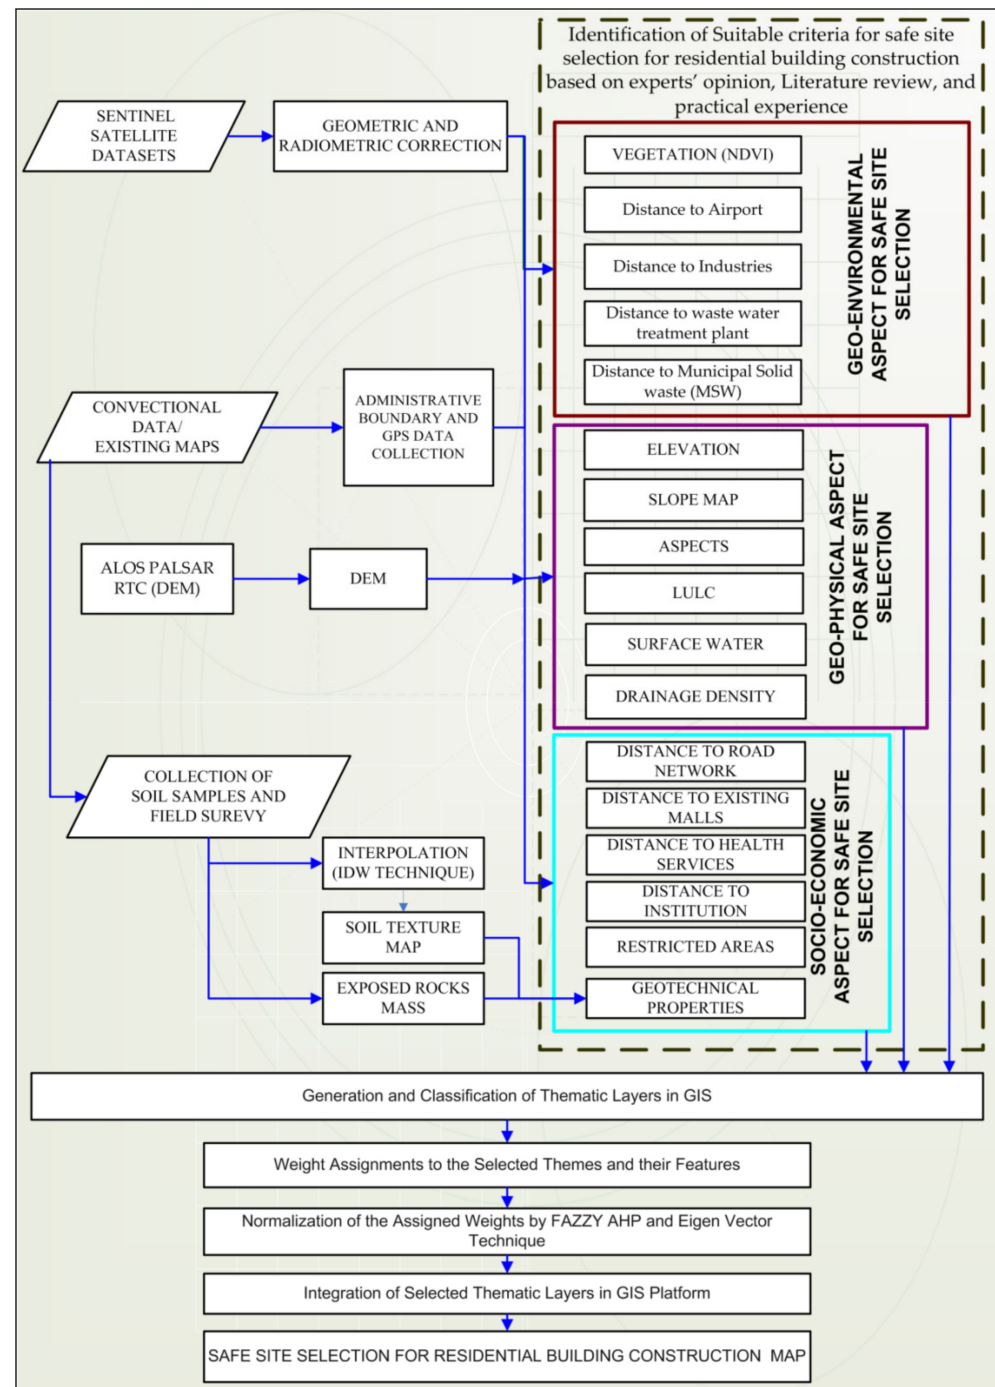 Identification of Suitable criteria for safe site
selection for residential building construction
based on experts' opinion, Literature review, and
practical experience
SENTINEL
SATELLITE
DATASETS
GEOMETRIC AND
RADIOMETRIC CORRECTION
VEGETATION (NDVI)
Distance to Airport
Distance to Industries
Distance to waste water
treatment plant
Distance to Municipal Solid
waste (MSW)
GEO-ENVIRONMENTAL
ASPECT FOR SAFE SITE
SELECTION
CONVECTIONAL
DATA/
EXISTING MAPS
ADMINISTRATIVE
BOUNDARY AND
GPS DATA
COLLECTION
ALOS PALSAR
RTC (DEM)
DEM
ELEVATION
SLOPE MAP
ASPECTS
LULC
SURFACE WATER
DRAINAGE DENSITY
GEO-PHYSICAL ASPECT
FOR SAFE SITE
SELECTION
COLLECTION OF
SOIL SAMPLES AND
FIELD SUREVY
INTERPOLATION
(IDW TECHNIQUE)
SOIL TEXTURE
MAP
EXPOSED ROCKS
MASS
DISTANCE TO ROAD
NETWORK
DISTANCE TO EXISTING
MALLS
DISTANCE TO HEALTH
SERVICES
DISTANCE TO
INSTITUTION
RESTRICTED AREAS
GEOTECHNICAL
PROPERTIES
SOCIO-ECONOMIC
ASPECT FOR SAFE SITE
SELECTION
Generation and Classification of Thematic Layers in GIS
Weight Assignments to the Selected Themes and their Features
Normalization of the Assigned Weights by FAZZY AHP and Eigen Vector
Technique
Integration of Selected Thematic Layers in GIS Platform
SAFE SITE SELECTION FOR RESIDENTIAL BUILDING CONSTRUCTION MAP